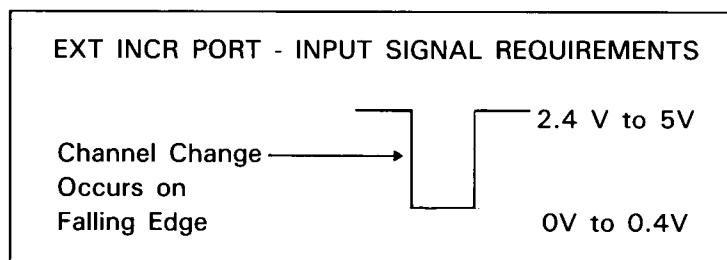 EXT INCR PORT - INPUT SIGNAL REQUIREMENTS
2.4 V to 5V
Channel Change
Occurs on
Falling Edge
0V to 0.4V